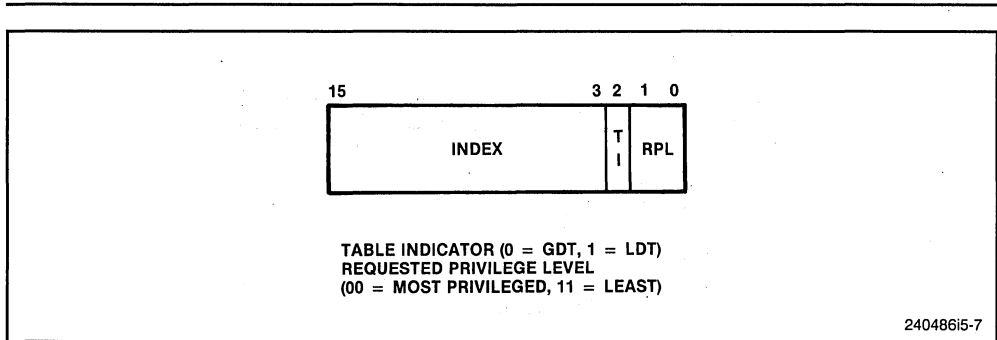 15 3 2 1 0
INDEX T I RPL
TABLE INDICATOR (0 = GDT, 1 = LDT)
REQUESTED PRIVILEGE LEVEL
(00 = MOST PRIVILEGED, 11 = LEAST)
240486i5-7